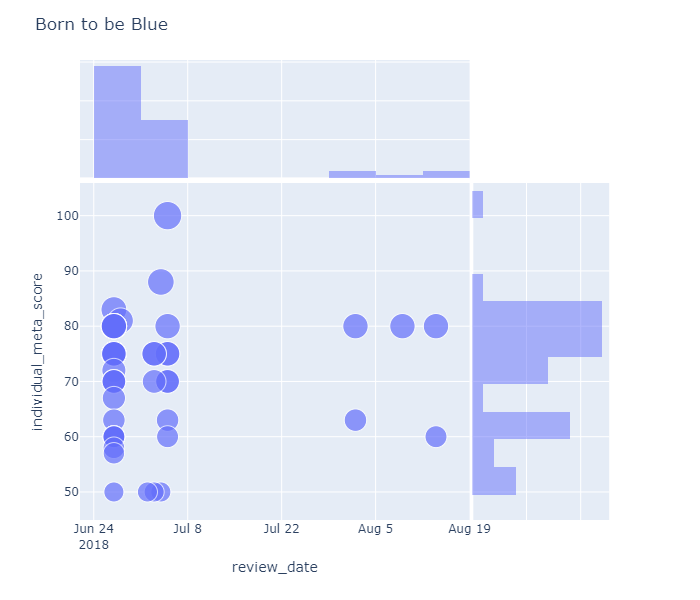 Born to be Blue
100
90
80
70
60
50
individual_meta_score
Jun 24
2018
Jul 8
Jul 22
Aug 5
Aug 19
review_date